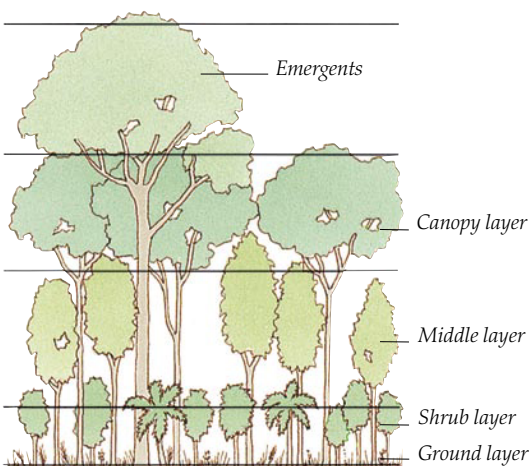 Emergents
Canopy layer
Middle layer
Shrub layer
Ground layer